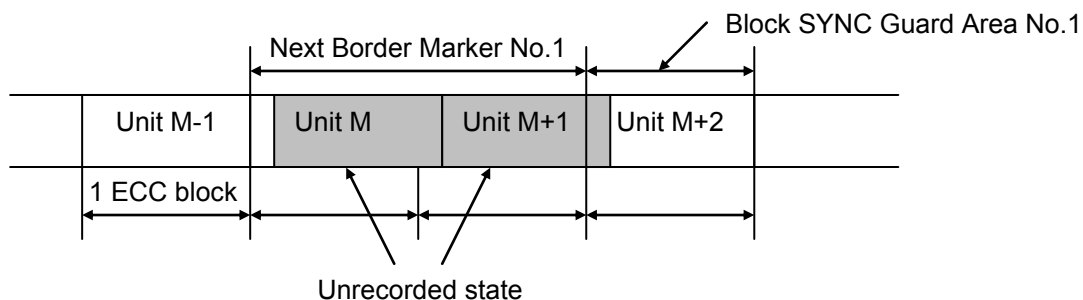 Block SYNC Guard Area No.1
Next Border Marker No.1
Unit M-1 Unit M Unit M+1 Unit M+2
1 ECC block
Unrecorded state